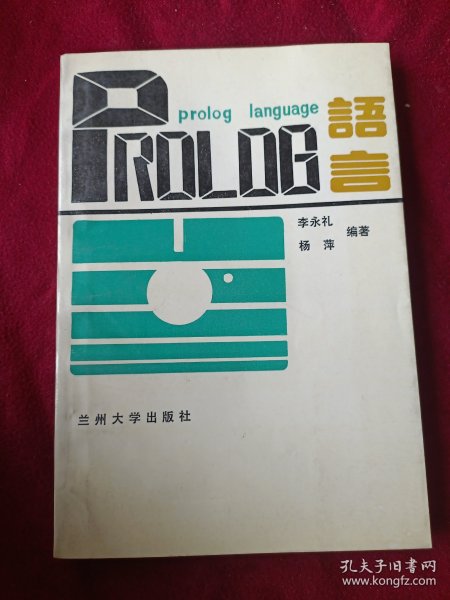 prolog language
PROLOG
語言
李永礼
杨萍 编著
兰州大学出版社
孔夫子旧书网
www.kongfz.com